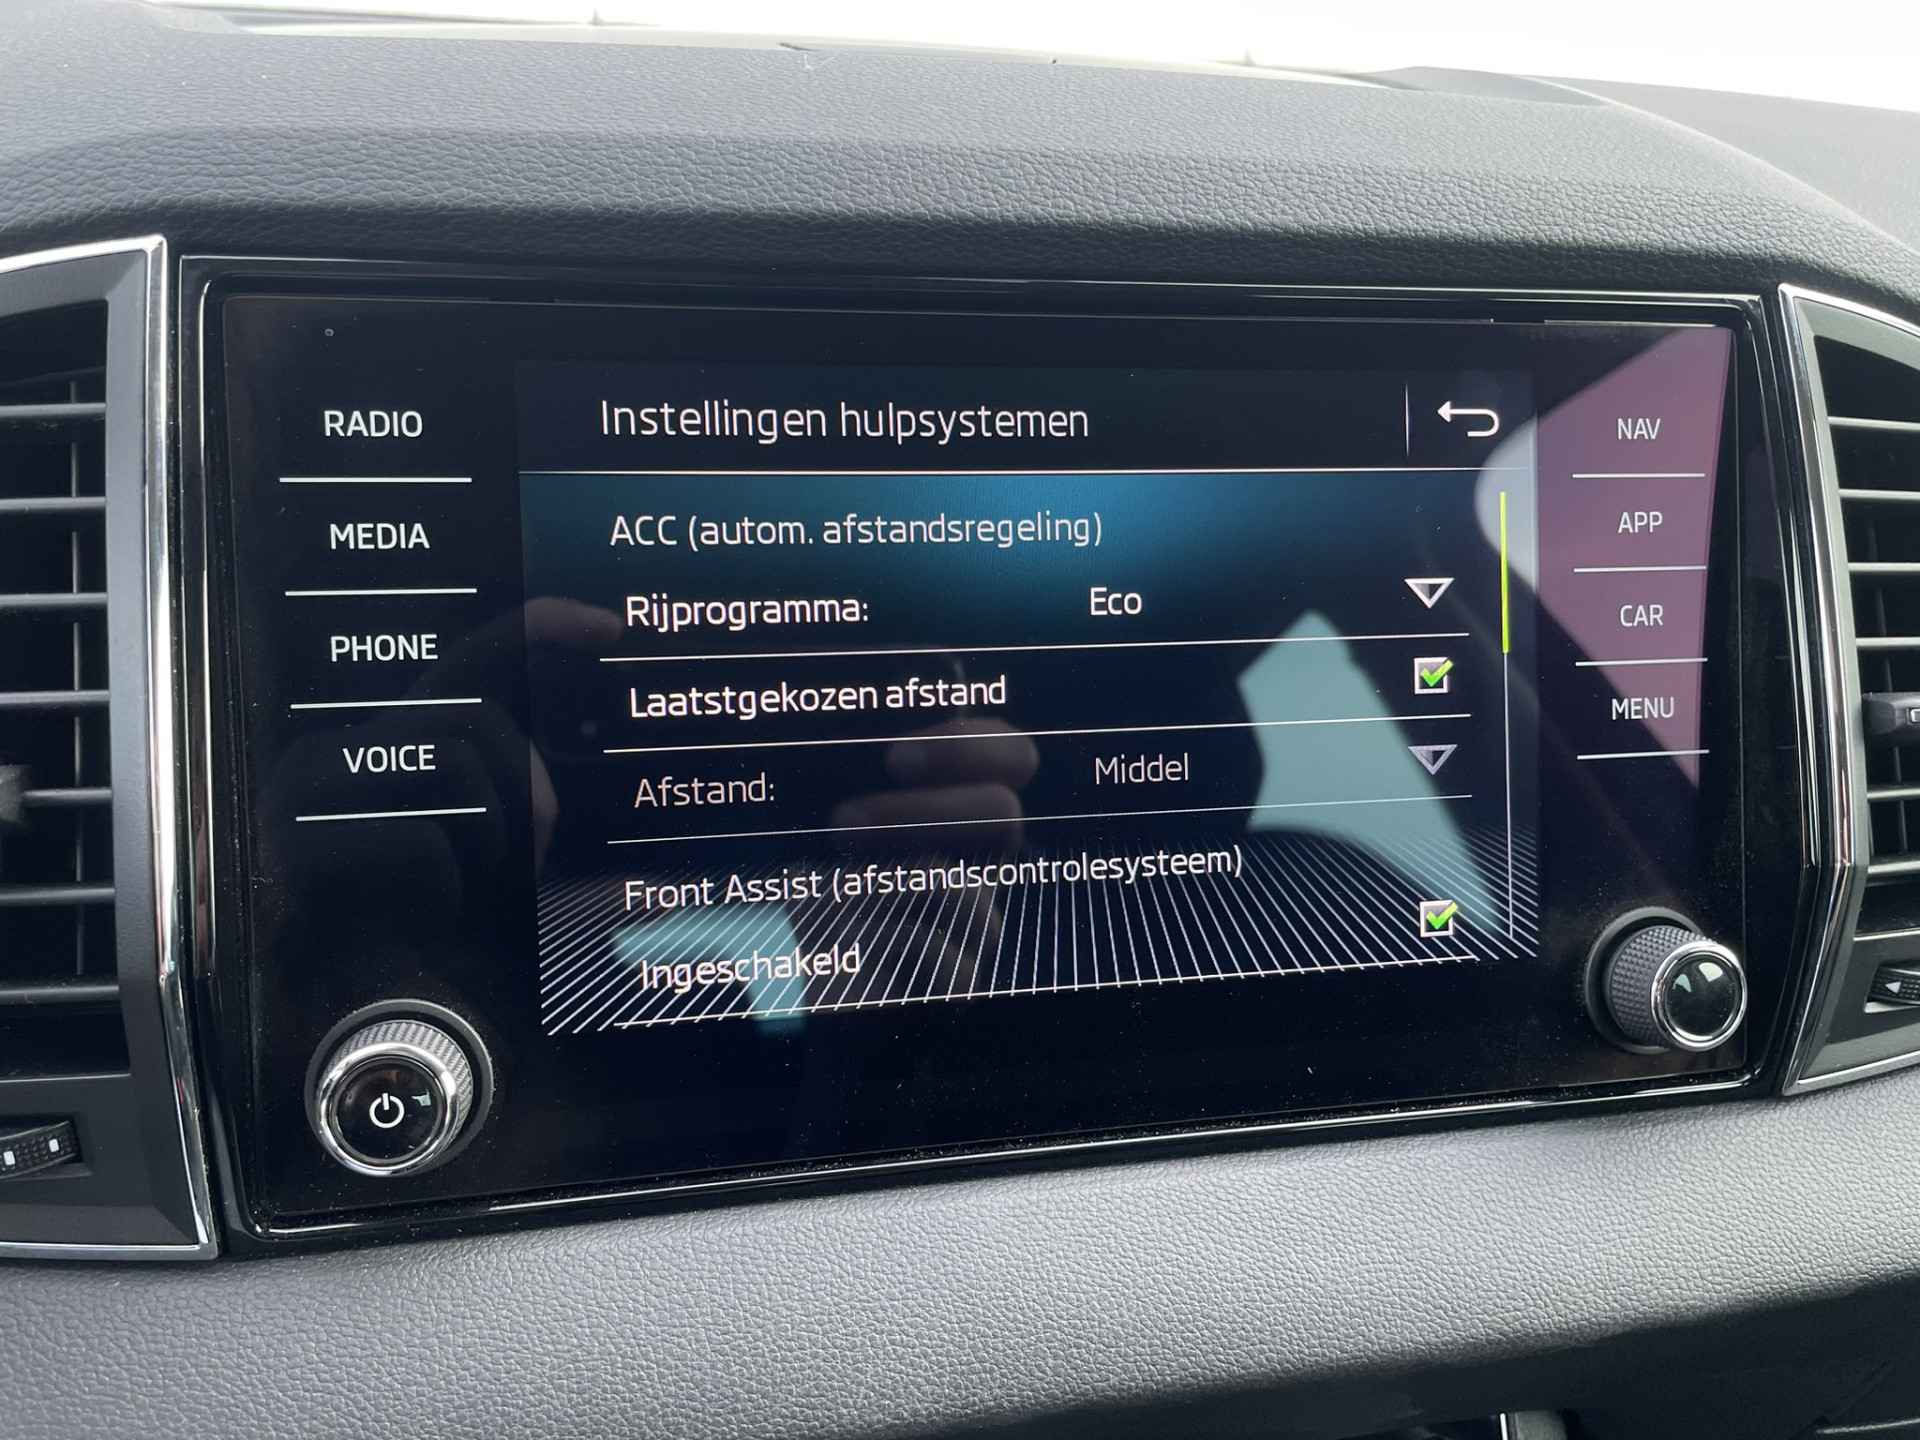 RADIO
MEDIA
PHONE
VOICE
Instellingen hulpsystemen
ACC (autom. afstandsregeling)
Rijprogramma: Eco
Laatstgekozen afstand
Afstand: Middel
Front Assist (afstandscontrolesysteem)
Ingeschakeld
NAV
APP
CAR
MENU